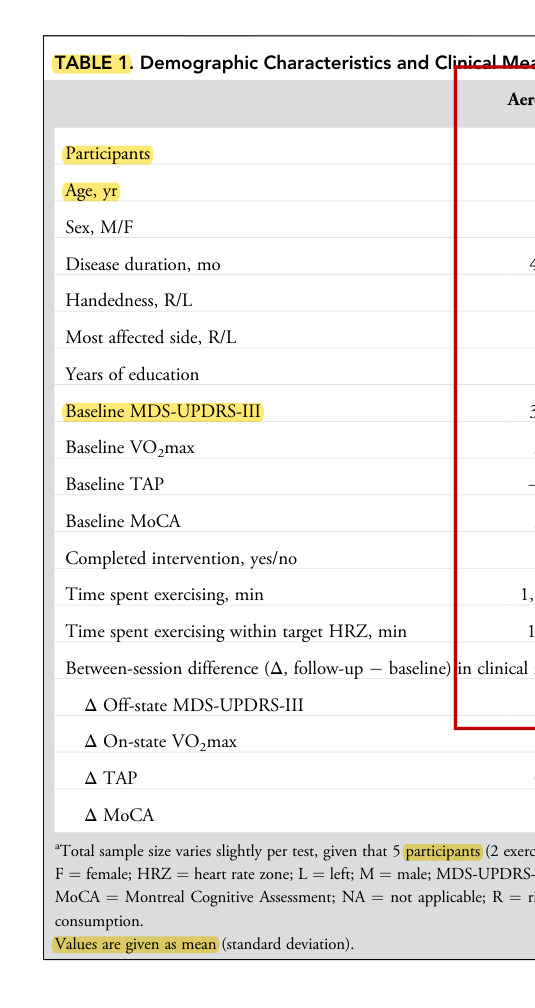 TABLE 1. Demographic Characteristics and Clinical Mea
Aer
Participants
Age, yr
Sex, M/F
Disease duration, mo 4
Handedness, R/L
Most affected side, R/L
Years of education
Baseline MDS-UPDRS-III 3
Baseline VO₂max
Baseline TAP –
Baseline MoCA
Completed intervention, yes/no
Time spent exercising, min 1,
Time spent exercising within target HRZ, min 1
Between-session difference (Δ, follow-up − baseline) in clinical
Δ Off-state MDS-UPDRS-III
Δ On-state VO₂max
Δ TAP
Δ MoCA
ᵃTotal sample size varies slightly per test, given that 5 participants (2 exerc
F = female; HRZ = heart rate zone; L = left; M = male; MDS-UPDRS-
MoCA = Montreal Cognitive Assessment; NA = not applicable; R = ri
consumption.
Values are given as mean (standard deviation).